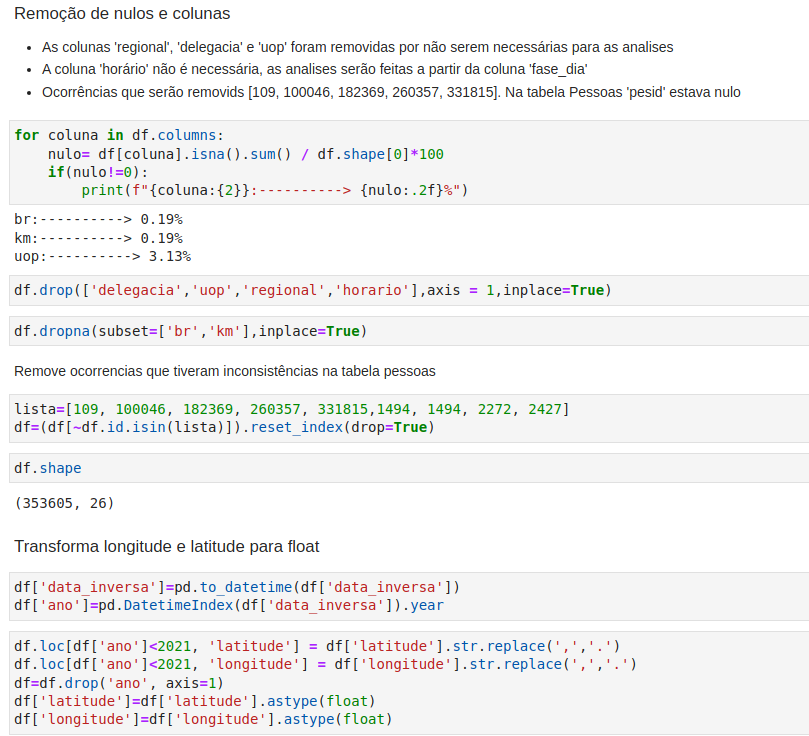 Remoção de nulos e colunas
• As colunas 'regional', 'delegacia' e 'uop' foram removidas por não serem necessárias para as analises
• A coluna 'horário' não é necessária, as analises serão feitas a partir da coluna 'fase_dia'
• Ocorrências que serão removids [109, 100046, 182369, 260357, 331815]. Na tabela Pessoas 'pesid' estava nulo
for coluna in df.columns:
    nulo= df[coluna].isna().sum() / df.shape[0]*100
    if(nulo!=0):
        print(f"{coluna:{2}}:----------> {nulo:.2f}%")
br:----------> 0.19%
km:----------> 0.19%
uop:----------> 3.13%
df.drop(['delegacia','uop','regional','horario'],axis = 1,inplace=True)
df.dropna(subset=['br','km'],inplace=True)
Remove ocorrencias que tiveram inconsistências na tabela pessoas
lista=[109, 100046, 182369, 260357, 331815,1494, 1494, 2272, 2427]
df=(df[~df.id.isin(lista)]).reset_index(drop=True)
df.shape
(353605, 26)
Transforma longitude e latitude para float
df['data_inversa']=pd.to_datetime(df['data_inversa'])
df['ano']=pd.DatetimeIndex(df['data_inversa']).year
df.loc[df['ano']<2021, 'latitude'] = df['latitude'].str.replace(',','.')
df.loc[df['ano']<2021, 'longitude'] = df['longitude'].str.replace(',','.')
df=df.drop('ano', axis=1)
df['latitude']=df['latitude'].astype(float)
df['longitude']=df['longitude'].astype(float)